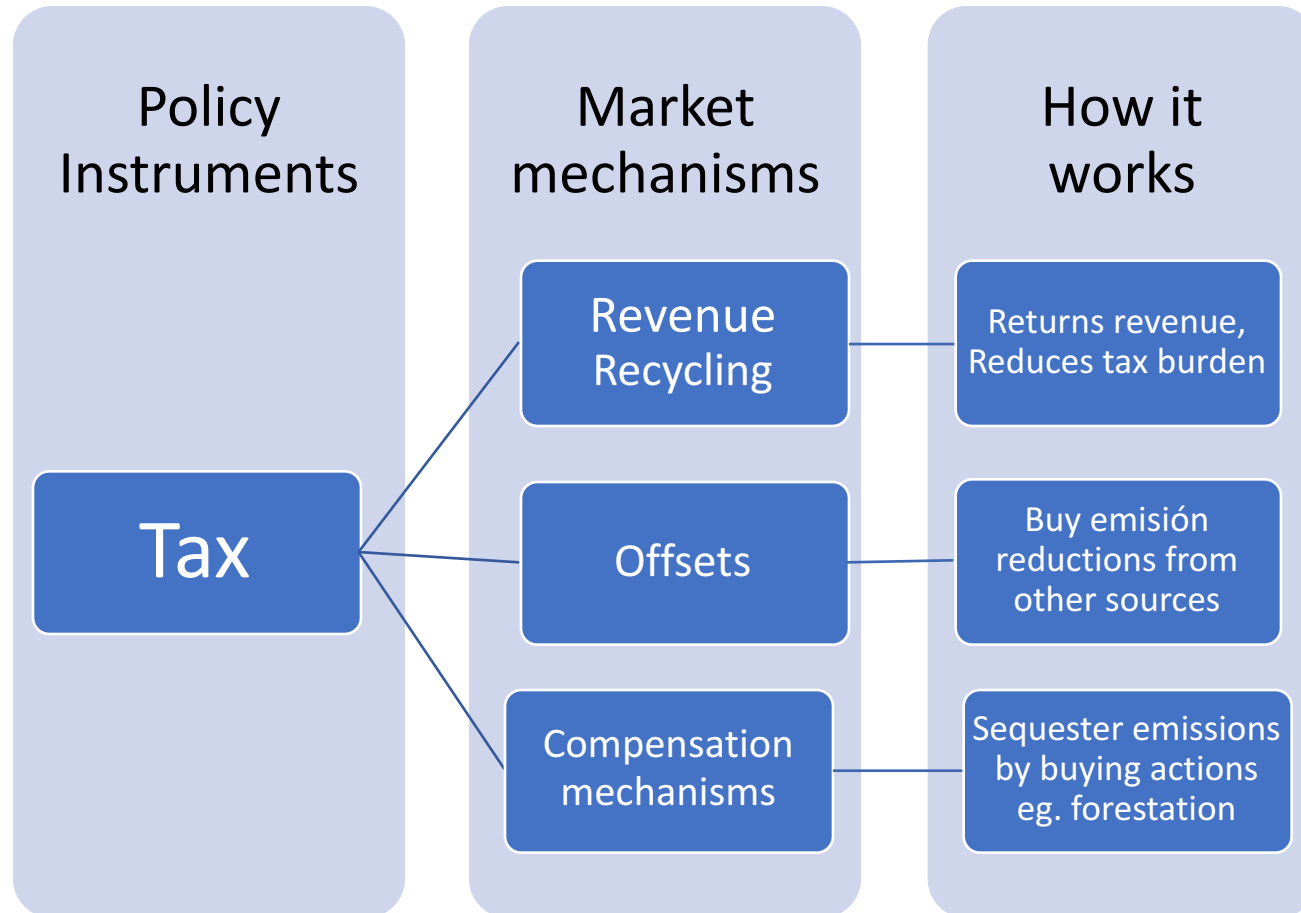 Policy
Instruments
Market
mechanisms
How it
works
Tax
Revenue
Recycling
Returns revenue,
Reduces tax burden
Offsets
Buy emisión
reductions from
other sources
Compensation
mechanisms
Sequester emissions
by buying actions
eg. forestation